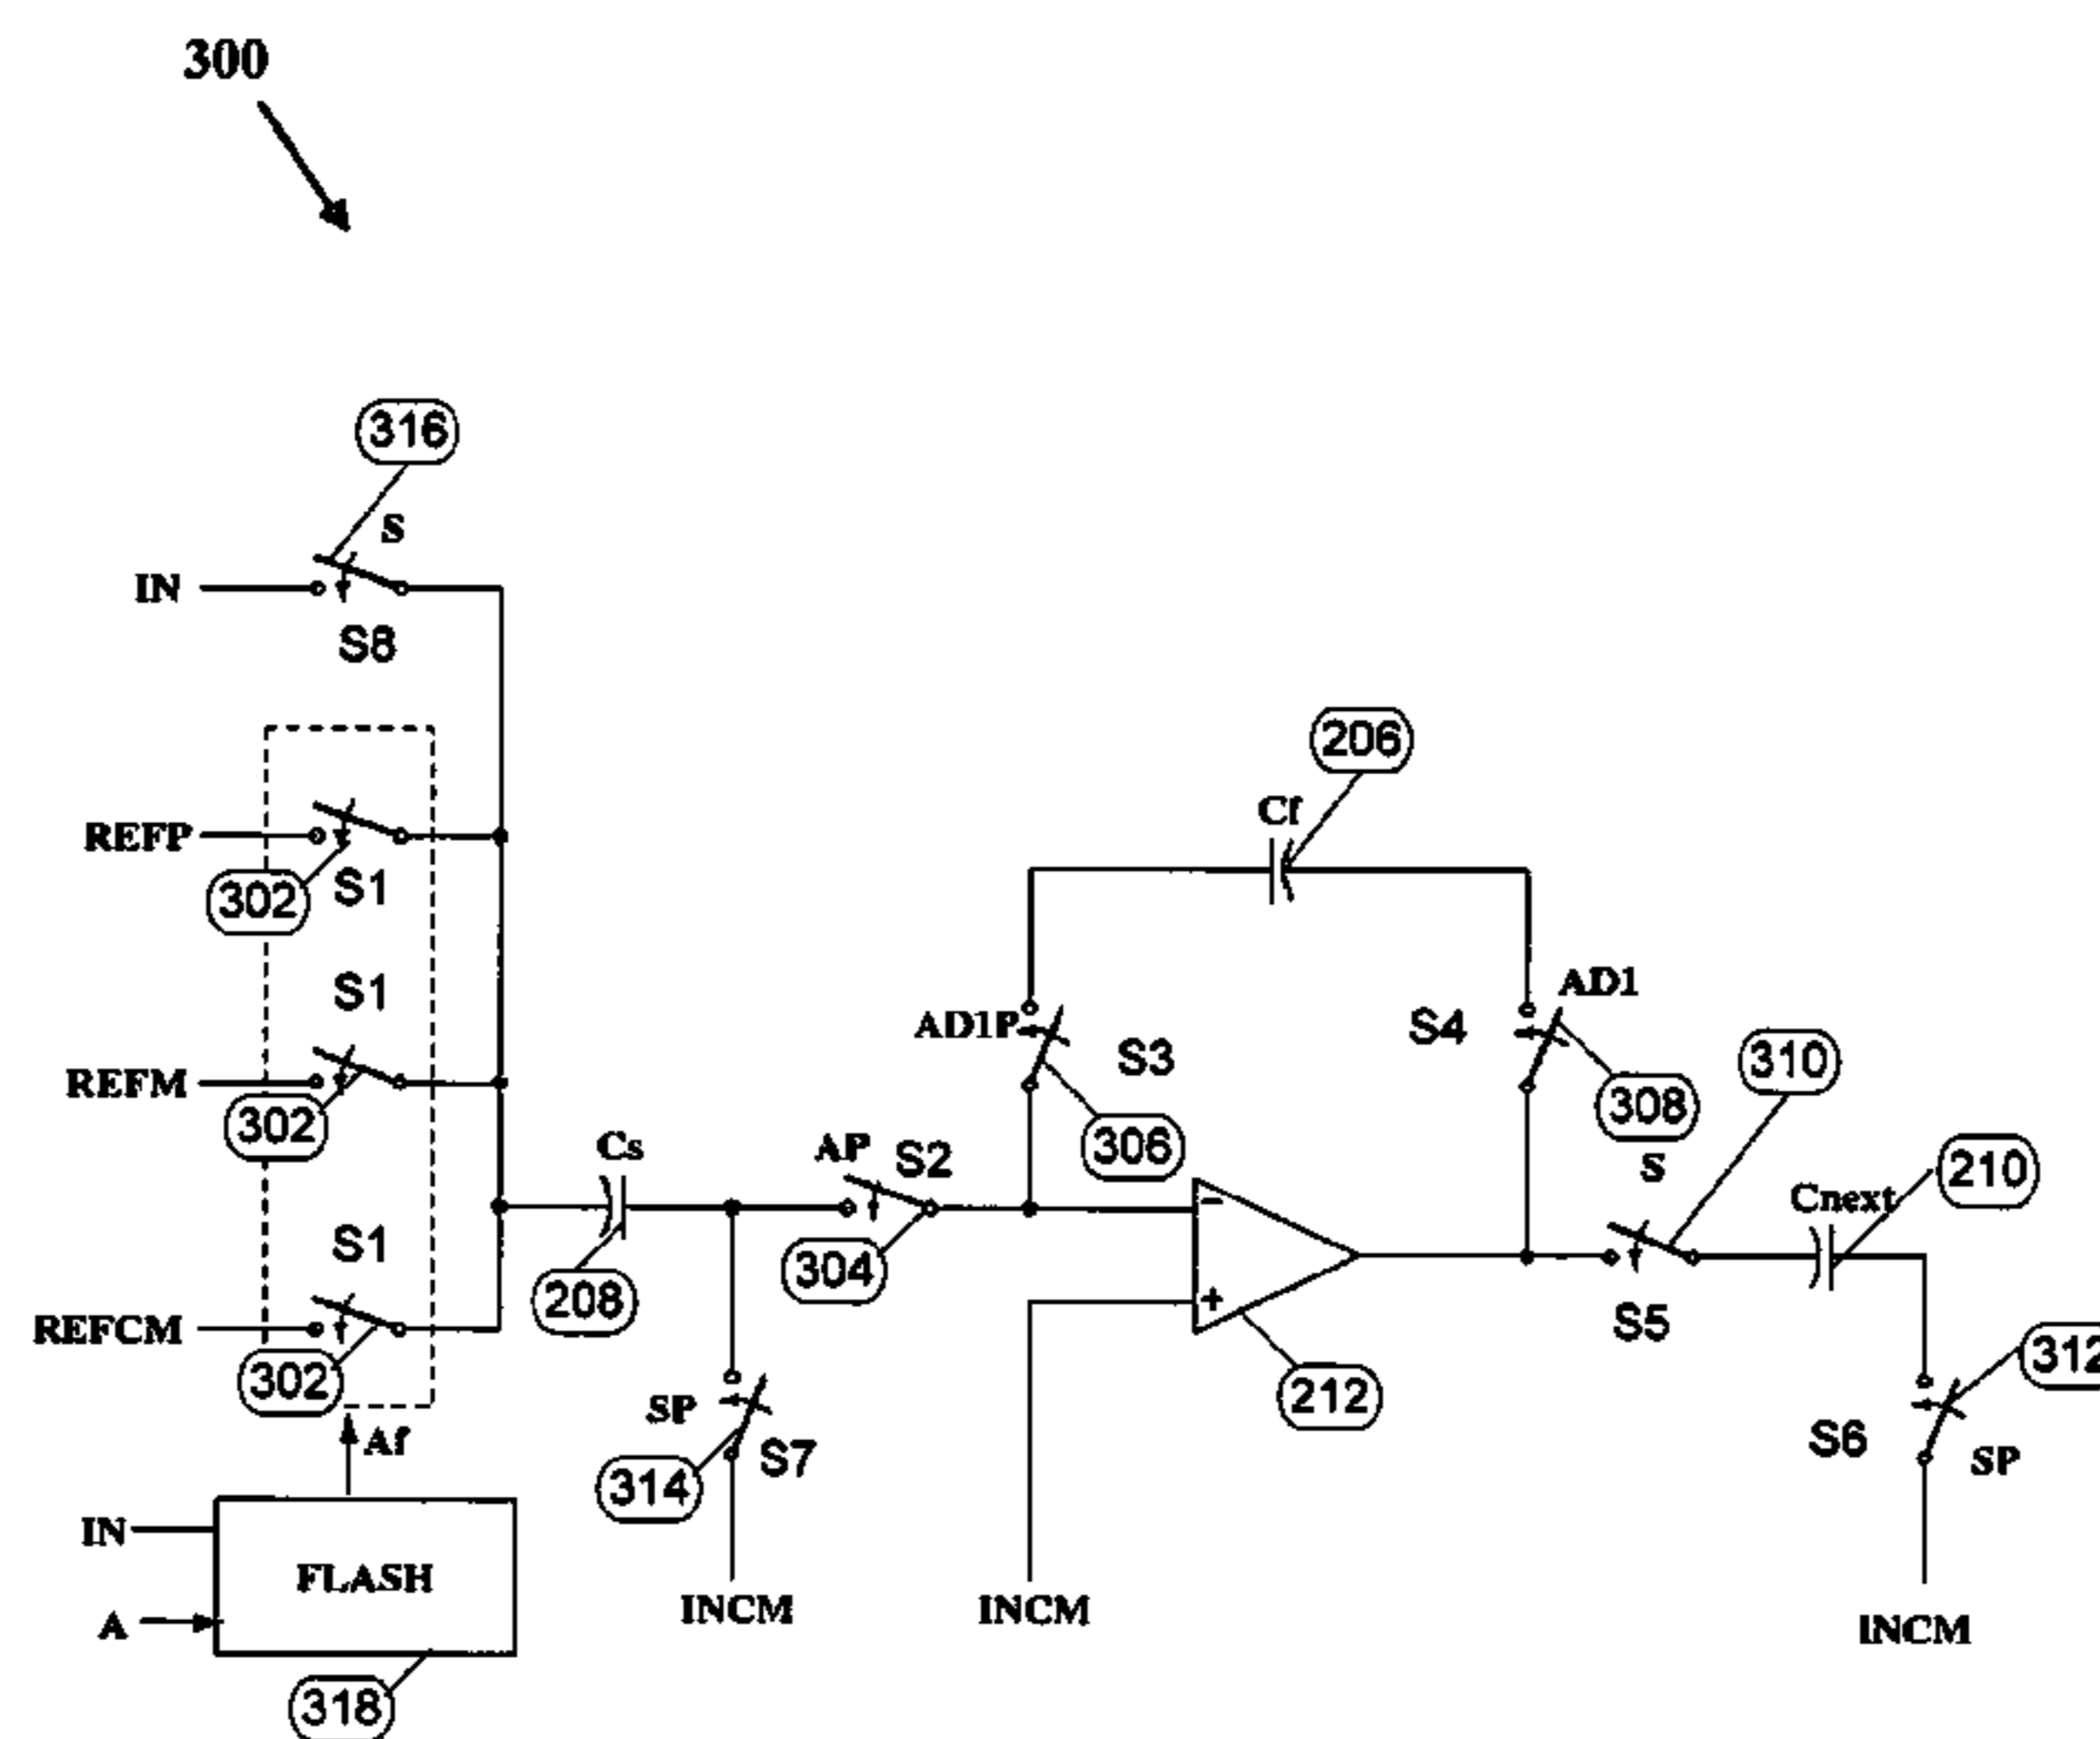 300
316
S
IN
S8
206
Cf
REFP
S1
302
S1
AD1P
S3
S4
AD1
310
REFM
302
306
308
Cs
AP
S2
S
Cnext
210
S1
208
304
REFCM
302
S5
312
212
Af
SP
S7
314
S6
SP
IN
FLASH
A
INCM
INCM
INCM
318